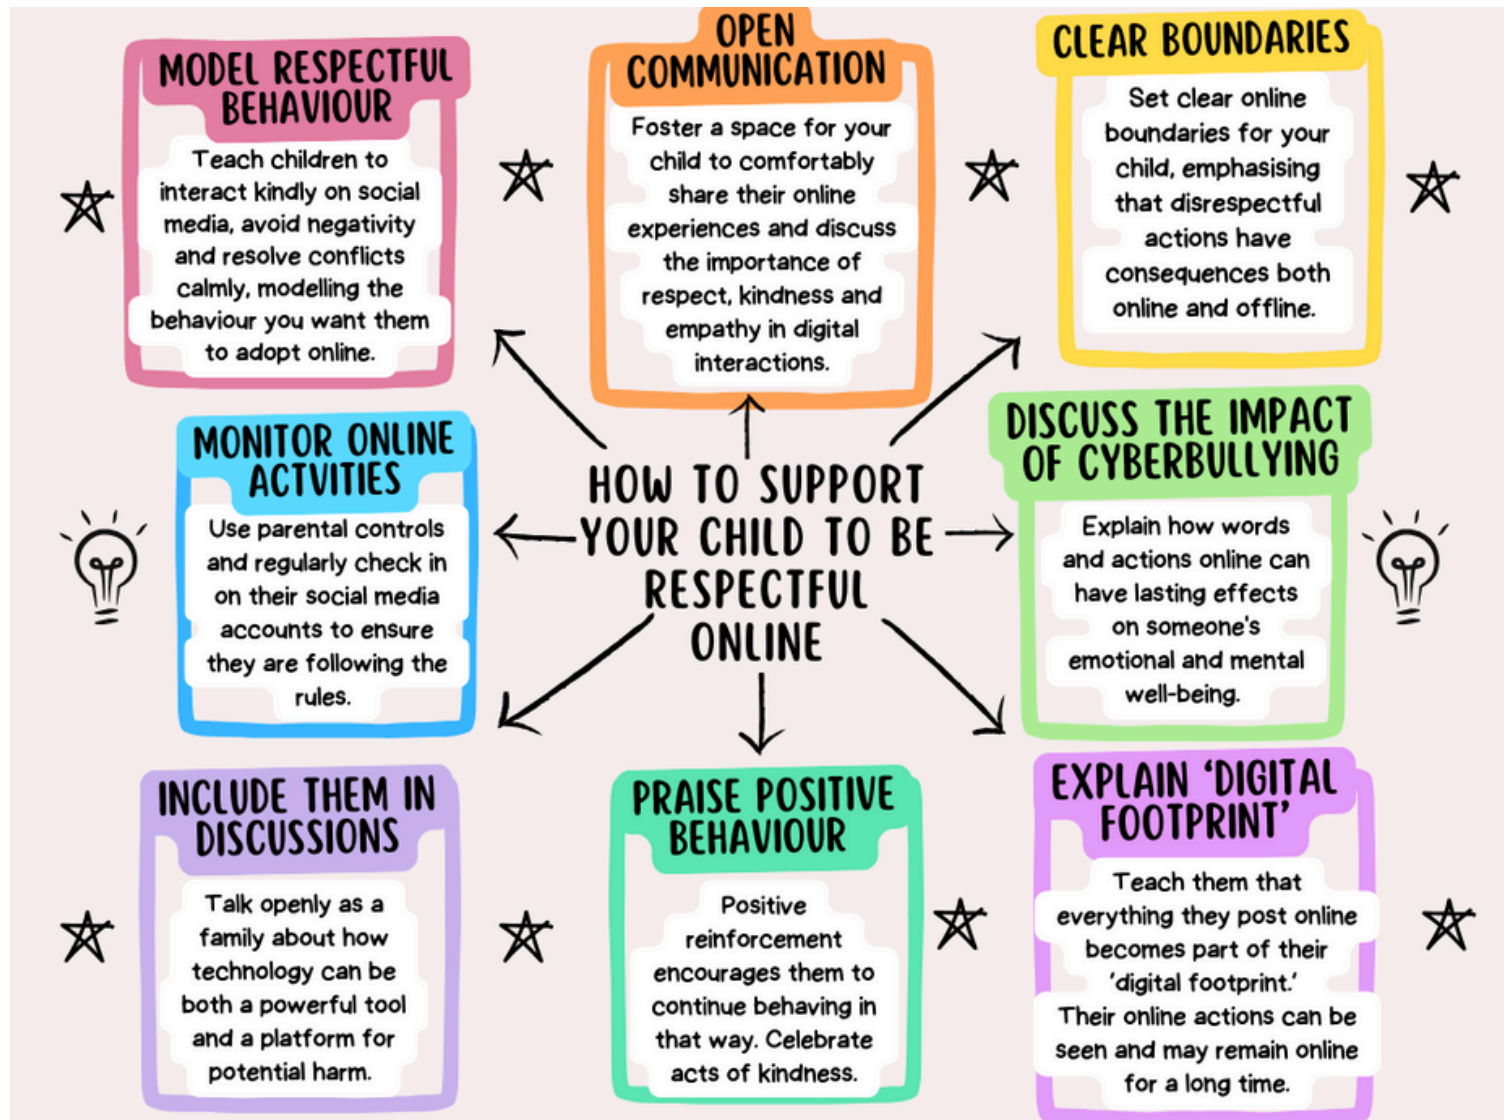 MODEL RESPECTFUL
BEHAVIOUR
Teach children to
interact kindly on social
media, avoid negativity
and resolve conflicts
calmly, modelling the
behaviour you want them
to adopt online.
OPEN
COMMUNICATION
Foster a space for your
child to comfortably
share their online
experiences and discuss
the importance of
respect, kindness and
empathy in digital
interactions.
CLEAR BOUNDARIES
Set clear online
boundaries for your
child, emphasising
that disrespectful
actions have
consequences both
online and offline.
MONITOR ONLINE
ACTVITIES
Use parental controls
and regularly check in
on their social media
accounts to ensure
they are following the
rules.
HOW TO SUPPORT
YOUR CHILD TO BE
RESPECTFUL
ONLINE
DISCUSS THE IMPACT
OF CYBERBULLYING
Explain how words
and actions online can
have lasting effects
on someone's
emotional and mental
well-being.
INCLUDE THEM IN
DISCUSSIONS
Talk openly as a
family about how
technology can be
both a powerful tool
and a platform for
potential harm.
PRAISE POSITIVE
BEHAVIOUR
Positive
reinforcement
encourages them to
continue behaving in
that way. Celebrate
acts of kindness.
EXPLAIN ‘DIGITAL
FOOTPRINT’
Teach them that
everything they post online
becomes part of their
‘digital footprint.’
Their online actions can be
seen and may remain online
for a long time.